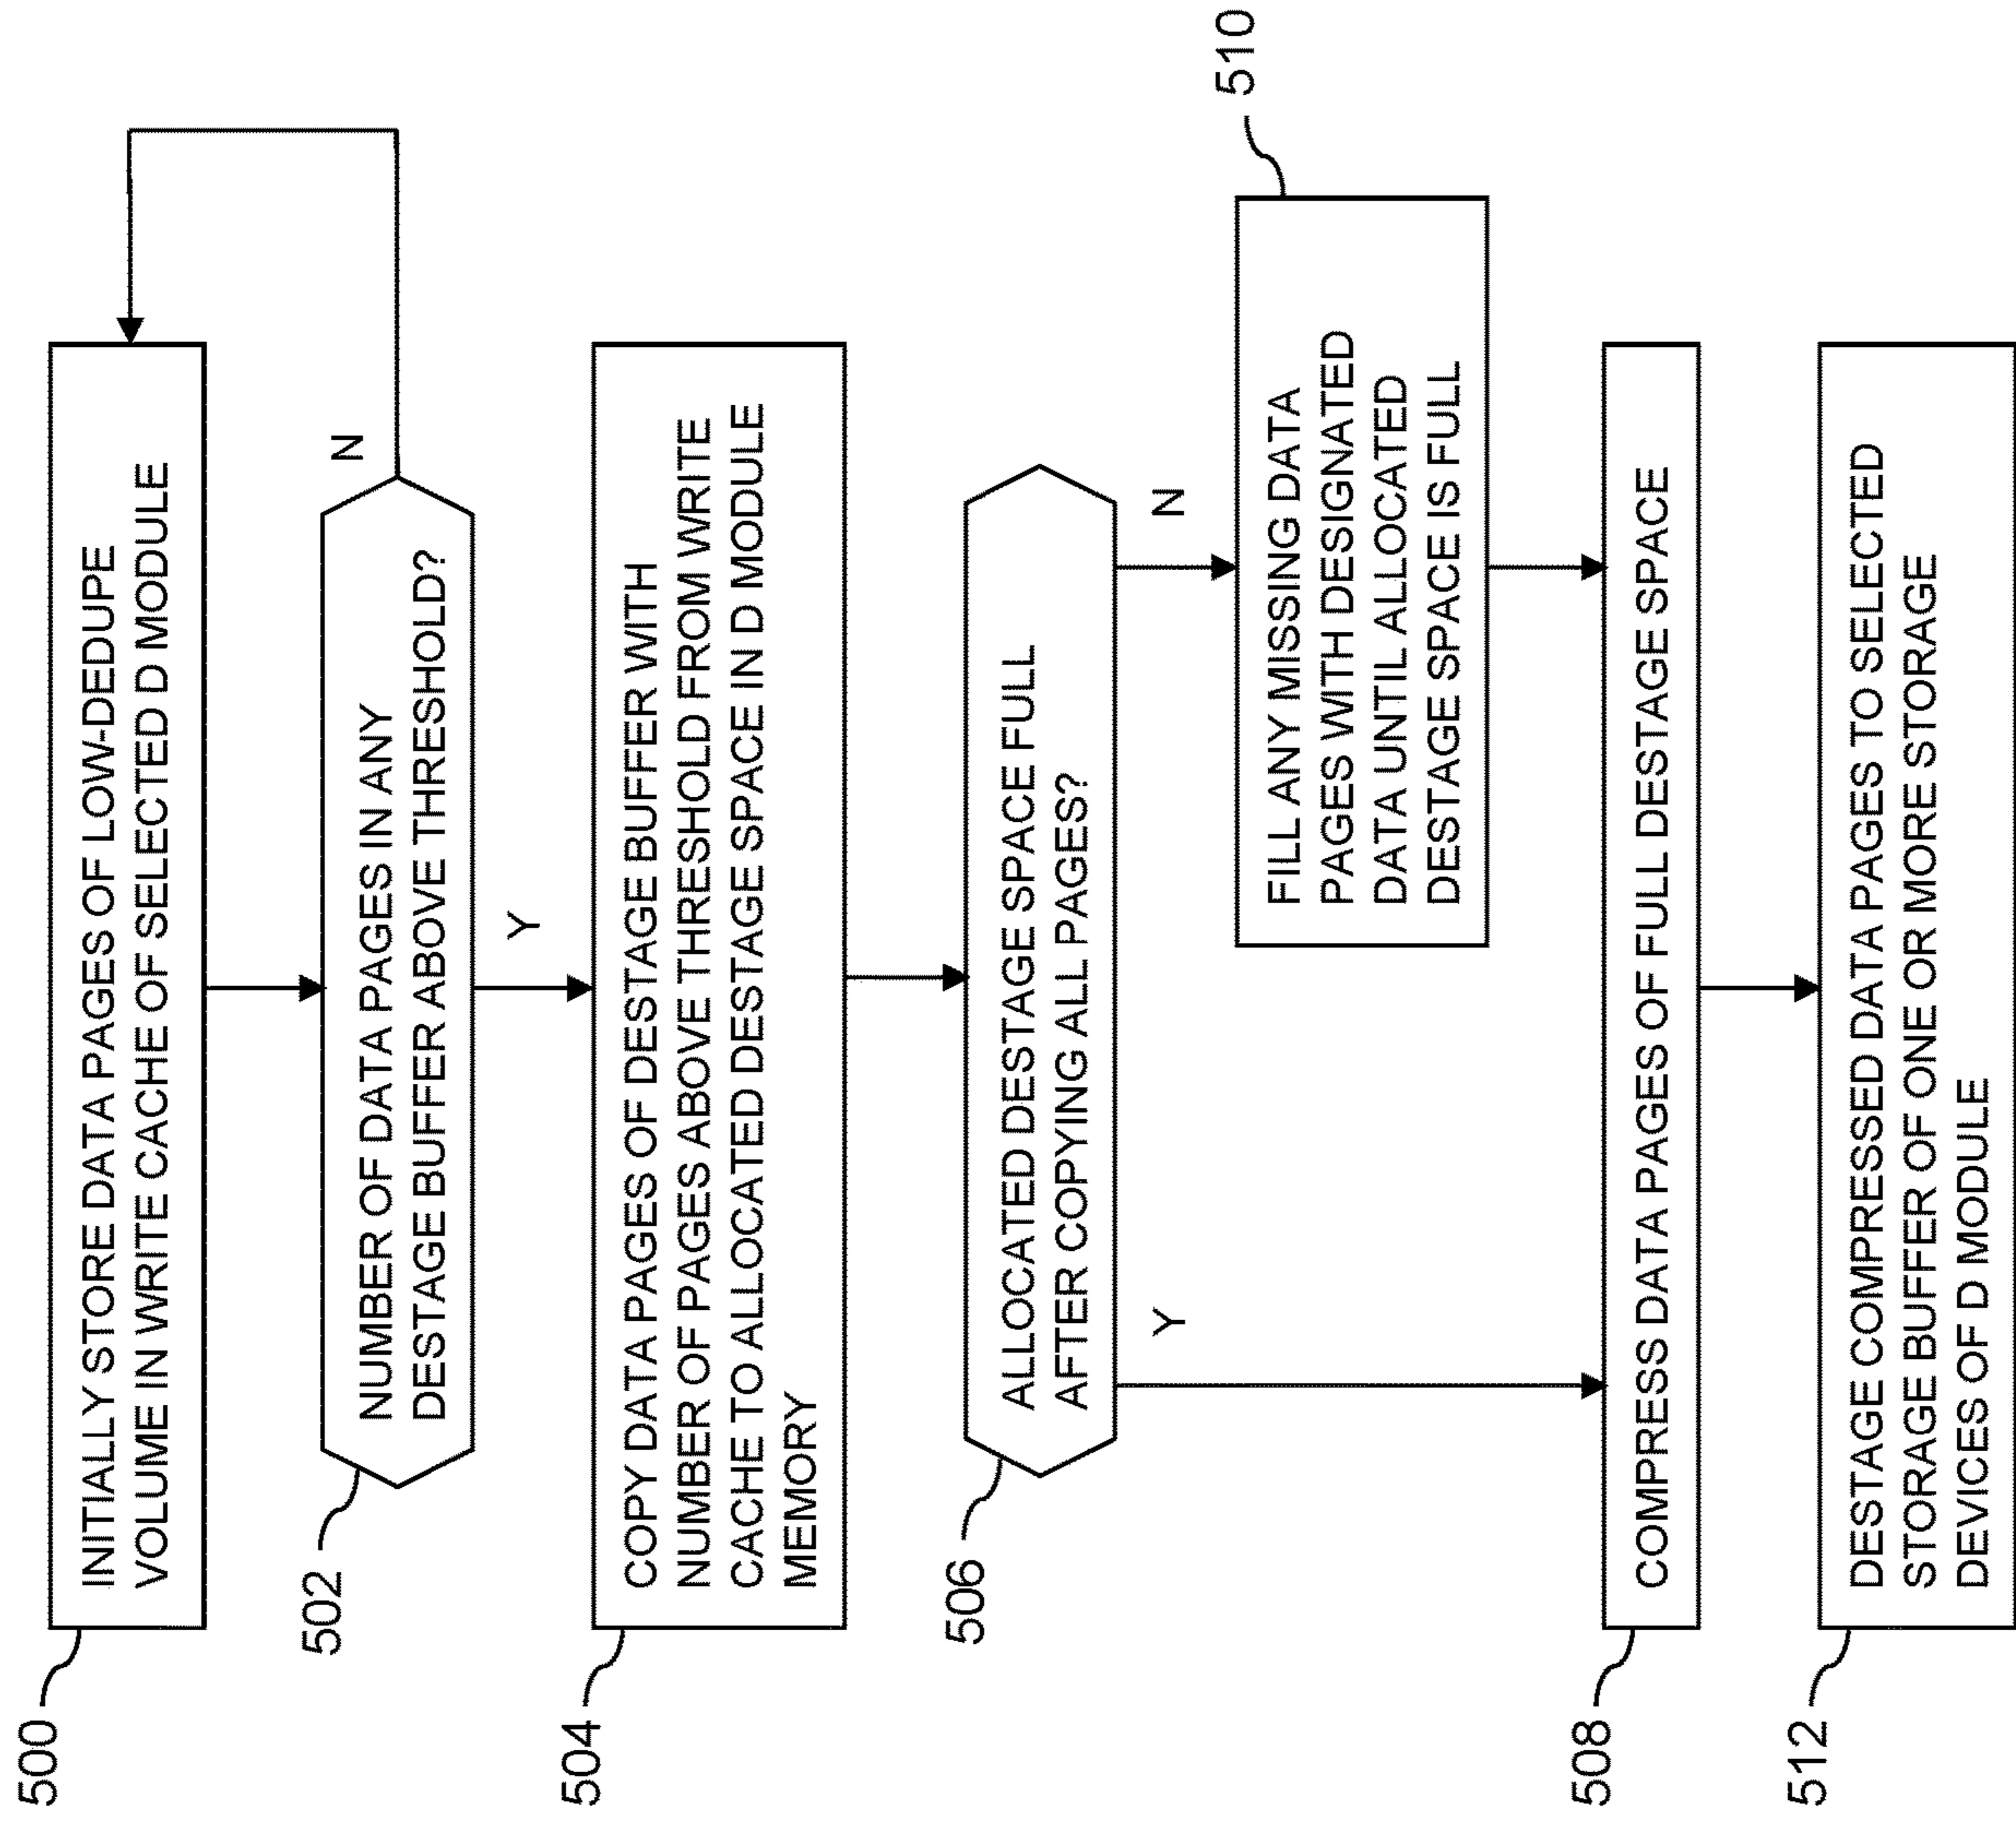 500
INITIALLY STORE DATA PAGES OF LOW-DEDUPE
VOLUME IN WRITE CACHE OF SELECTED D MODULE
502
NUMBER OF DATA PAGES IN ANY
DESTAGE BUFFER ABOVE THRESHOLD?
N
Y
504
COPY DATA PAGES OF DESTAGE BUFFER WITH
NUMBER OF PAGES ABOVE THRESHOLD FROM WRITE
CACHE TO ALLOCATED DESTAGE SPACE IN D MODULE
MEMORY
506
ALLOCATED DESTAGE SPACE FULL
AFTER COPYING ALL PAGES?
Y
N
510
FILL ANY MISSING DATA
PAGES WITH DESIGNATED
DATA UNTIL ALLOCATED
DESTAGE SPACE IS FULL
508
COMPRESS DATA PAGES OF FULL DESTAGE SPACE
512
DESTAGE COMPRESSED DATA PAGES TO SELECTED
STORAGE BUFFER OF ONE OR MORE STORAGE
DEVICES OF D MODULE